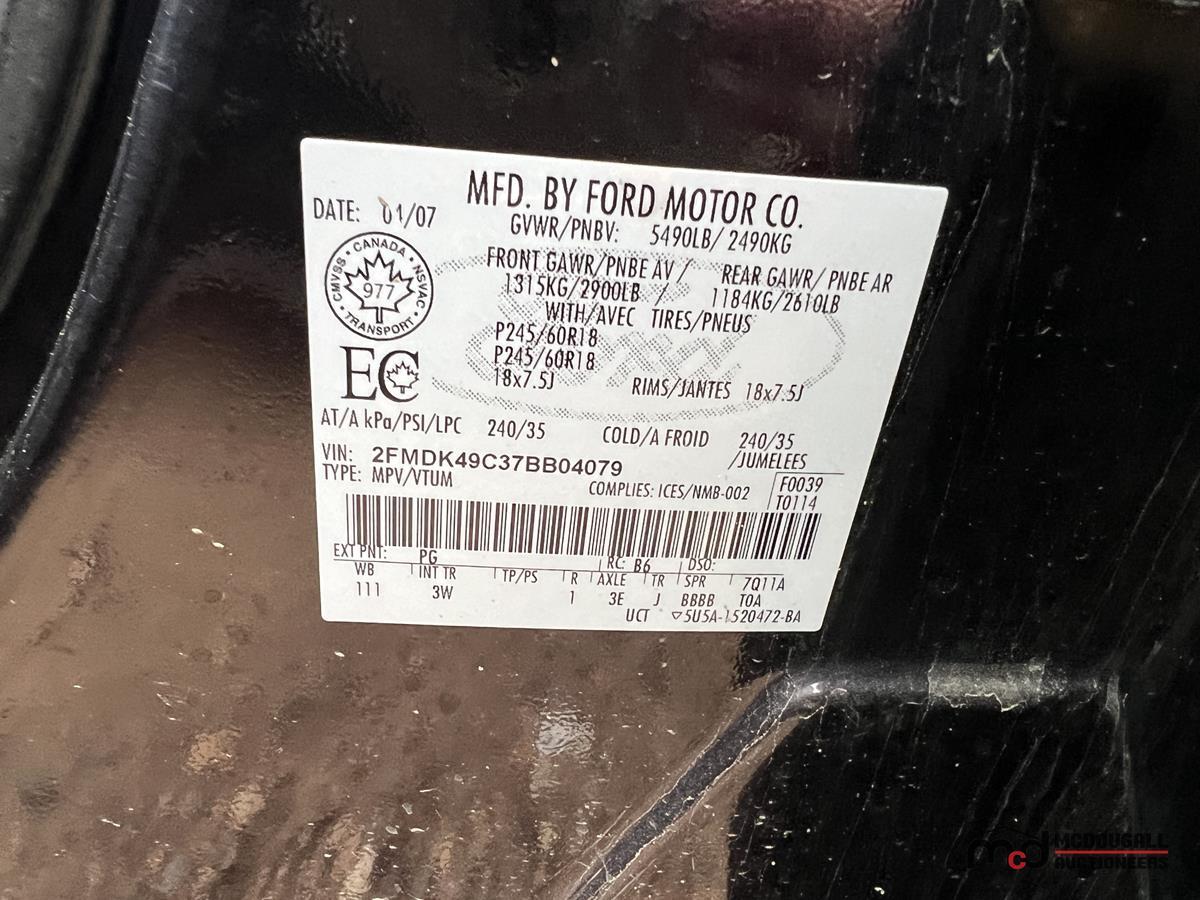 MFD. BY FORD MOTOR CO.
DATE: 01/07
GVWR/PNBV: 5490LB/ 2490KG
FRONT GAWR/PNBE AV / REAR GAWR/ PNBE AR
1315KG/2900LB / 1184KG/2610LB
WITH/AVEC TIRES/PNEUS
P245/60R18
P245/60R18
18x7.5J RIMS/JANTES 18x7.5J
CANADA
CMVSS NSVAC
977
TRANSPORT
EC
AT/A kPa/PSI/LPC 240/35 COLD/A FROID 240/35
/JUMELEES
VIN: 2FMDK49C37BB04079
TYPE: MPV/VTUM
COMPLIES: ICES/NMB-002
F0039
T0114
EXT PNT: PG RC: B6 DSO:
WB INT TR TP/PS R AXLE TR SPR 7Q11A
111 3W 1 3E J BBBB T0A
UCT ▽5U5A-1520472-BA
mcd MCDOUGALL
AUCTIONEERS